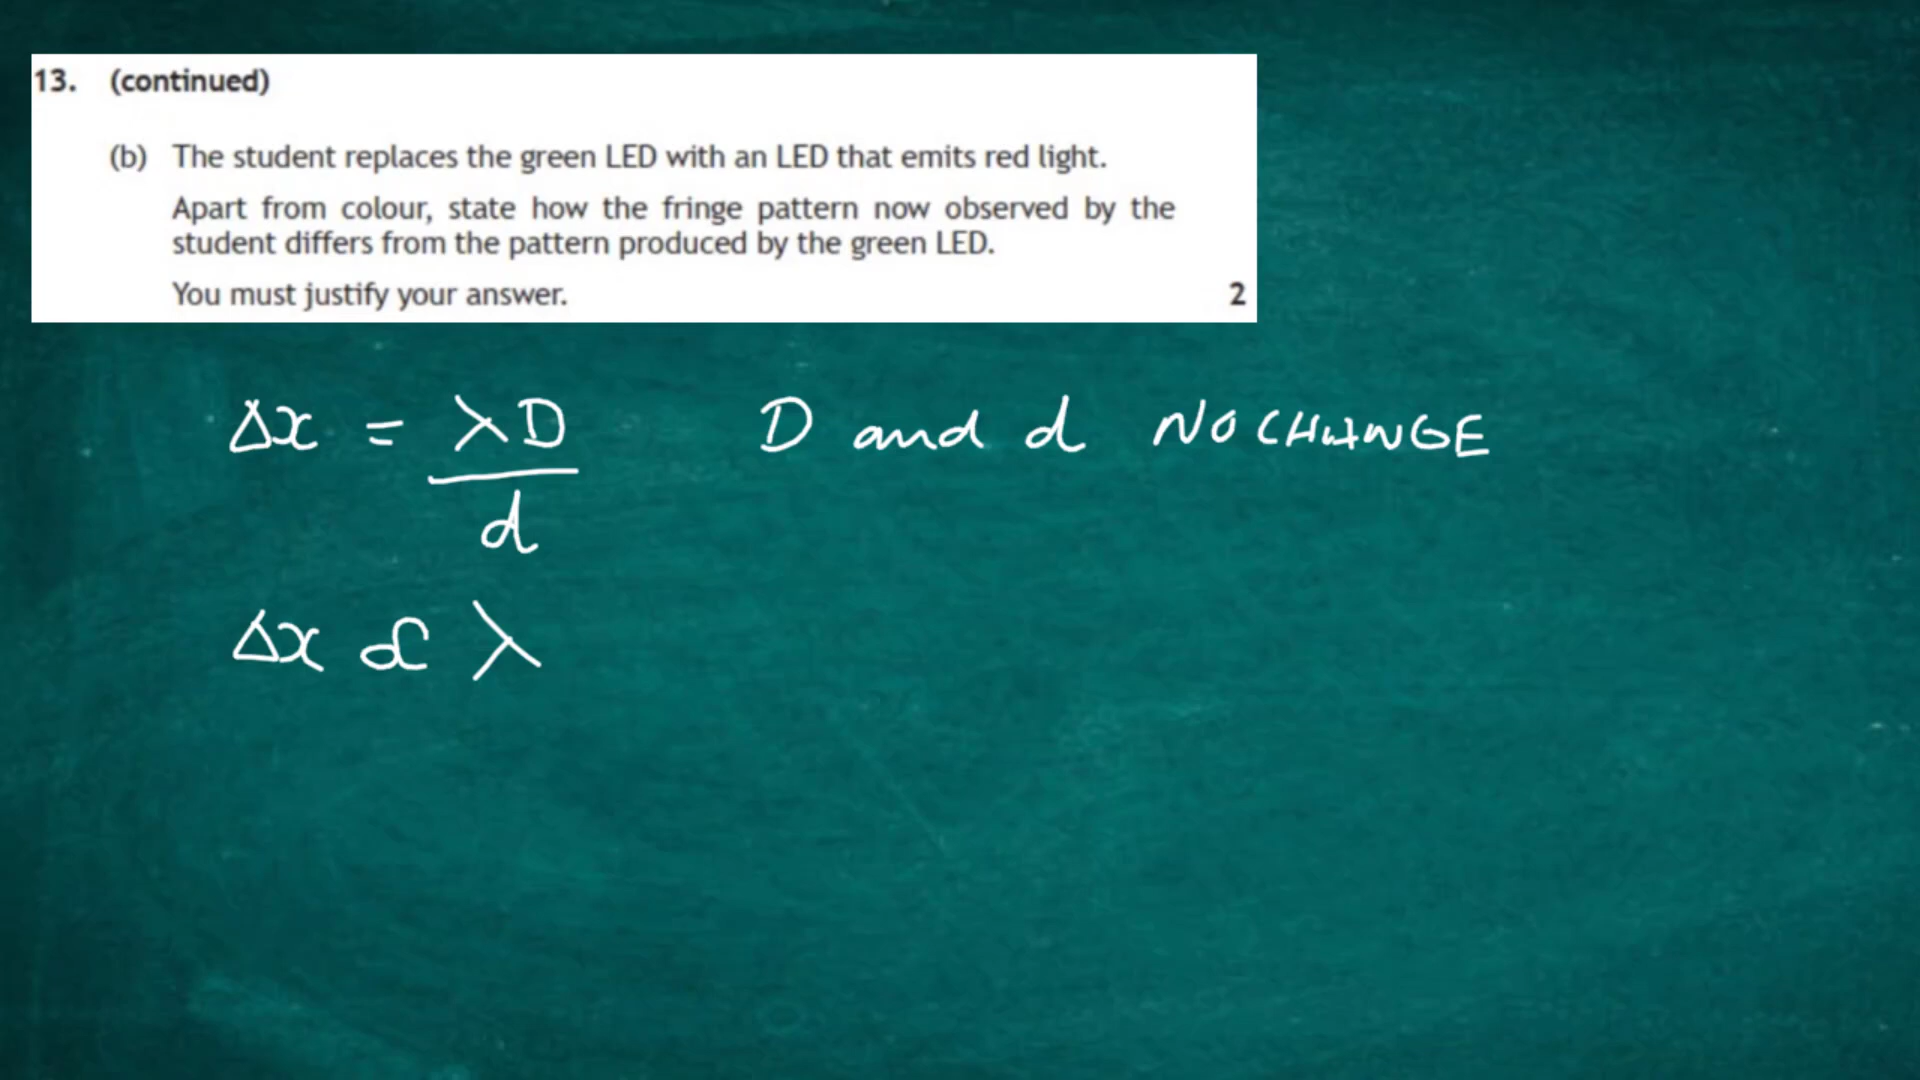 13. (continued)
(b) The student replaces the green LED with an LED that emits red light.
Apart from colour, state how the fringe pattern now observed by the
student differs from the pattern produced by the green LED.
You must justify your answer. 2
Δx = λD D and d NO CHANGE
d
Δx ∝ λ